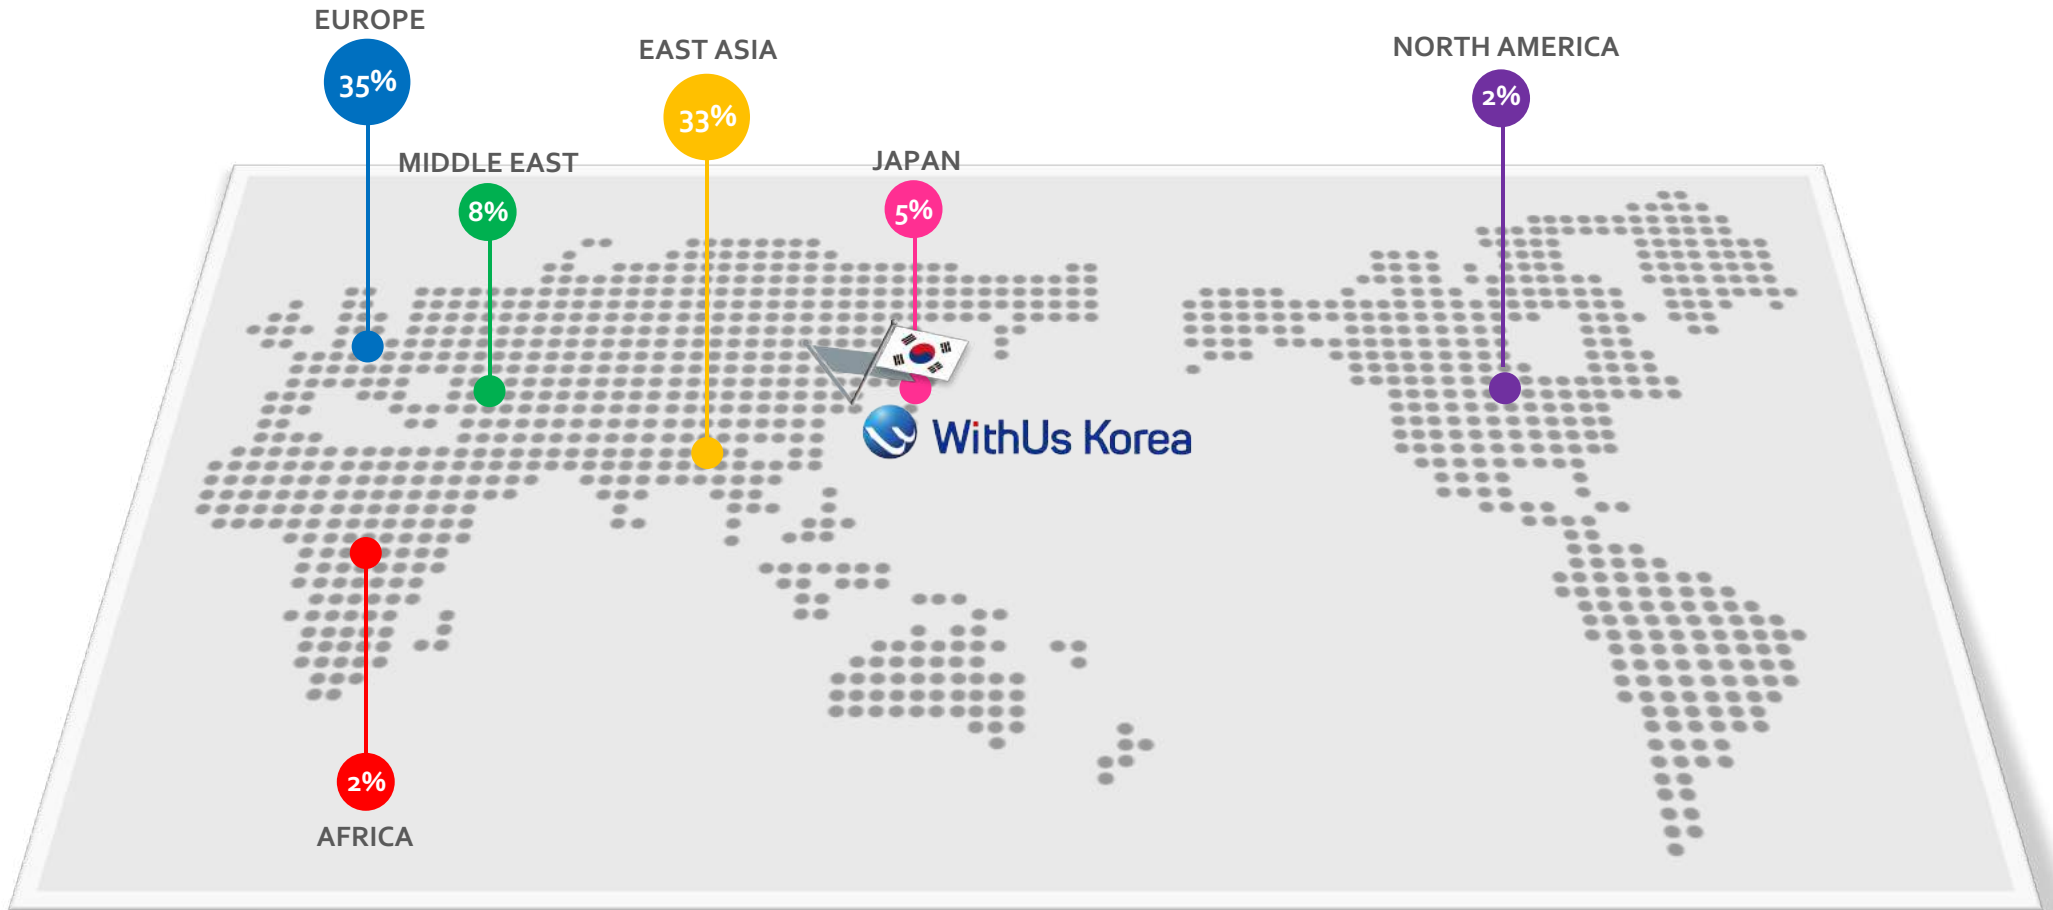 EUROPE
35%
EAST ASIA
33%
NORTH AMERICA
2%
MIDDLE EAST
8%
JAPAN
5%
WithUs Korea
2%
AFRICA